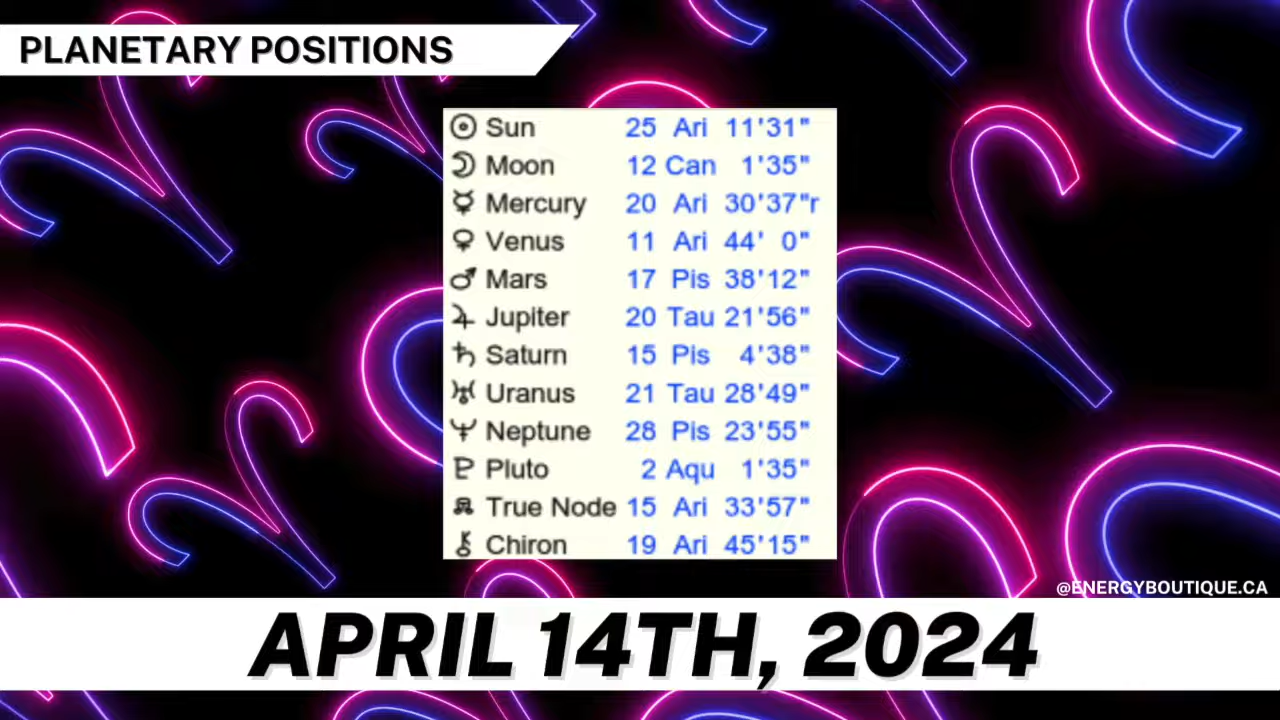 PLANETARY POSITIONS
Sun 25 Ari 11'31"
Moon 12 Can 1'35"
Mercury 20 Ari 30'37"r
Venus 11 Ari 44' 0"
Mars 17 Pis 38'12"
Jupiter 20 Tau 21'56"
Saturn 15 Pis 4'38"
Uranus 21 Tau 28'49"
Neptune 28 Pis 23'55"
Pluto 2 Aqu 1'35"
True Node 15 Ari 33'57"
Chiron 19 Ari 45'15"
@ENERGYBOUTIQUE.CA
APRIL 14TH, 2024